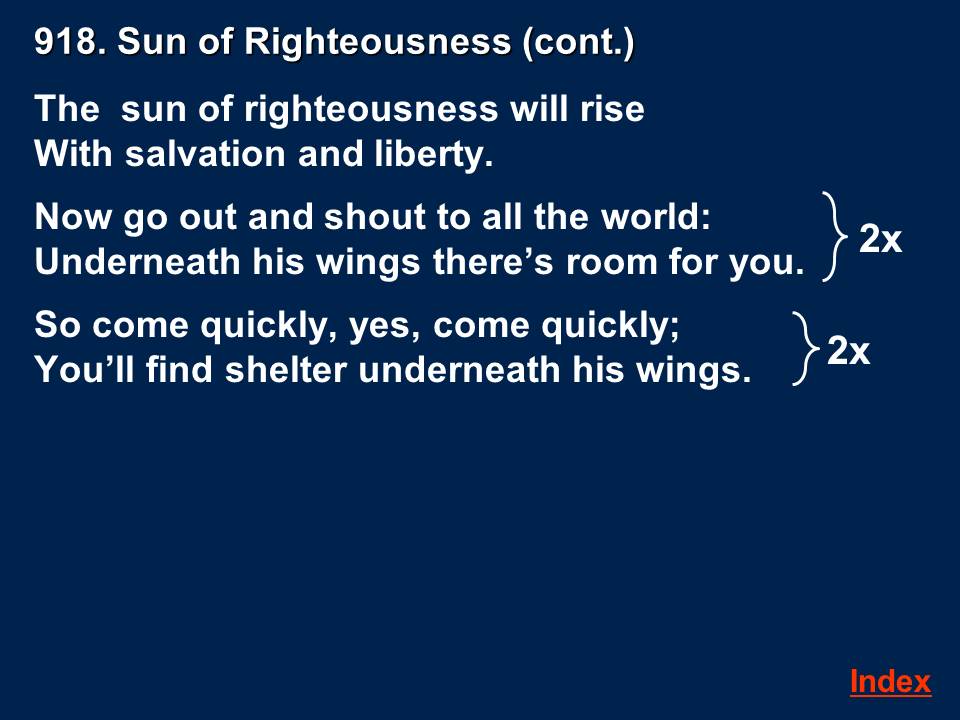 918. Sun of Righteousness (cont.)
The  sun of righteousness will rise
With salvation and liberty.
Now go out and shout to all the world:
Underneath his wings there’s room for you.
2x
So come quickly, yes, come quickly;
You’ll find shelter underneath his wings.
2x
Index